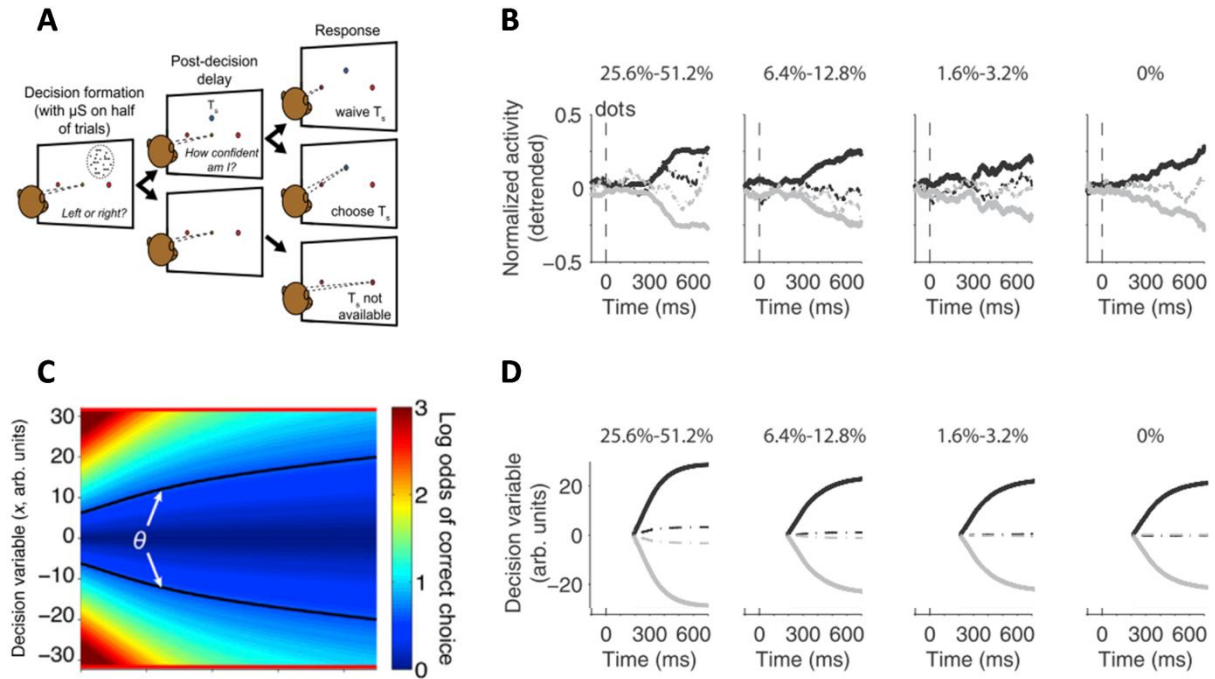 A
Decision formation
(with µS on half
of trials)
Left or right?
Post-decision
delay
Ts
How confident
am I?
Response
waive Ts
choose Ts
Ts not
available
B
25.6%-51.2%
6.4%-12.8%
1.6%-3.2%
0%
dots
Normalized activity
(detrended)
0.5
0
−0.5
0 300 600
Time (ms)
0 300 600
Time (ms)
0 300 600
Time (ms)
0 300 600
Time (ms)
C
Decision variable (x, arb. units)
30
20
10
0
−10
−20
−30
θ
3
2
1
0
Log odds of correct choice
D
25.6%-51.2%
6.4%-12.8%
1.6%-3.2%
0%
Decision variable
(arb. units)
20
0
−20
0 300 600
Time (ms)
0 300 600
Time (ms)
0 300 600
Time (ms)
0 300 600
Time (ms)